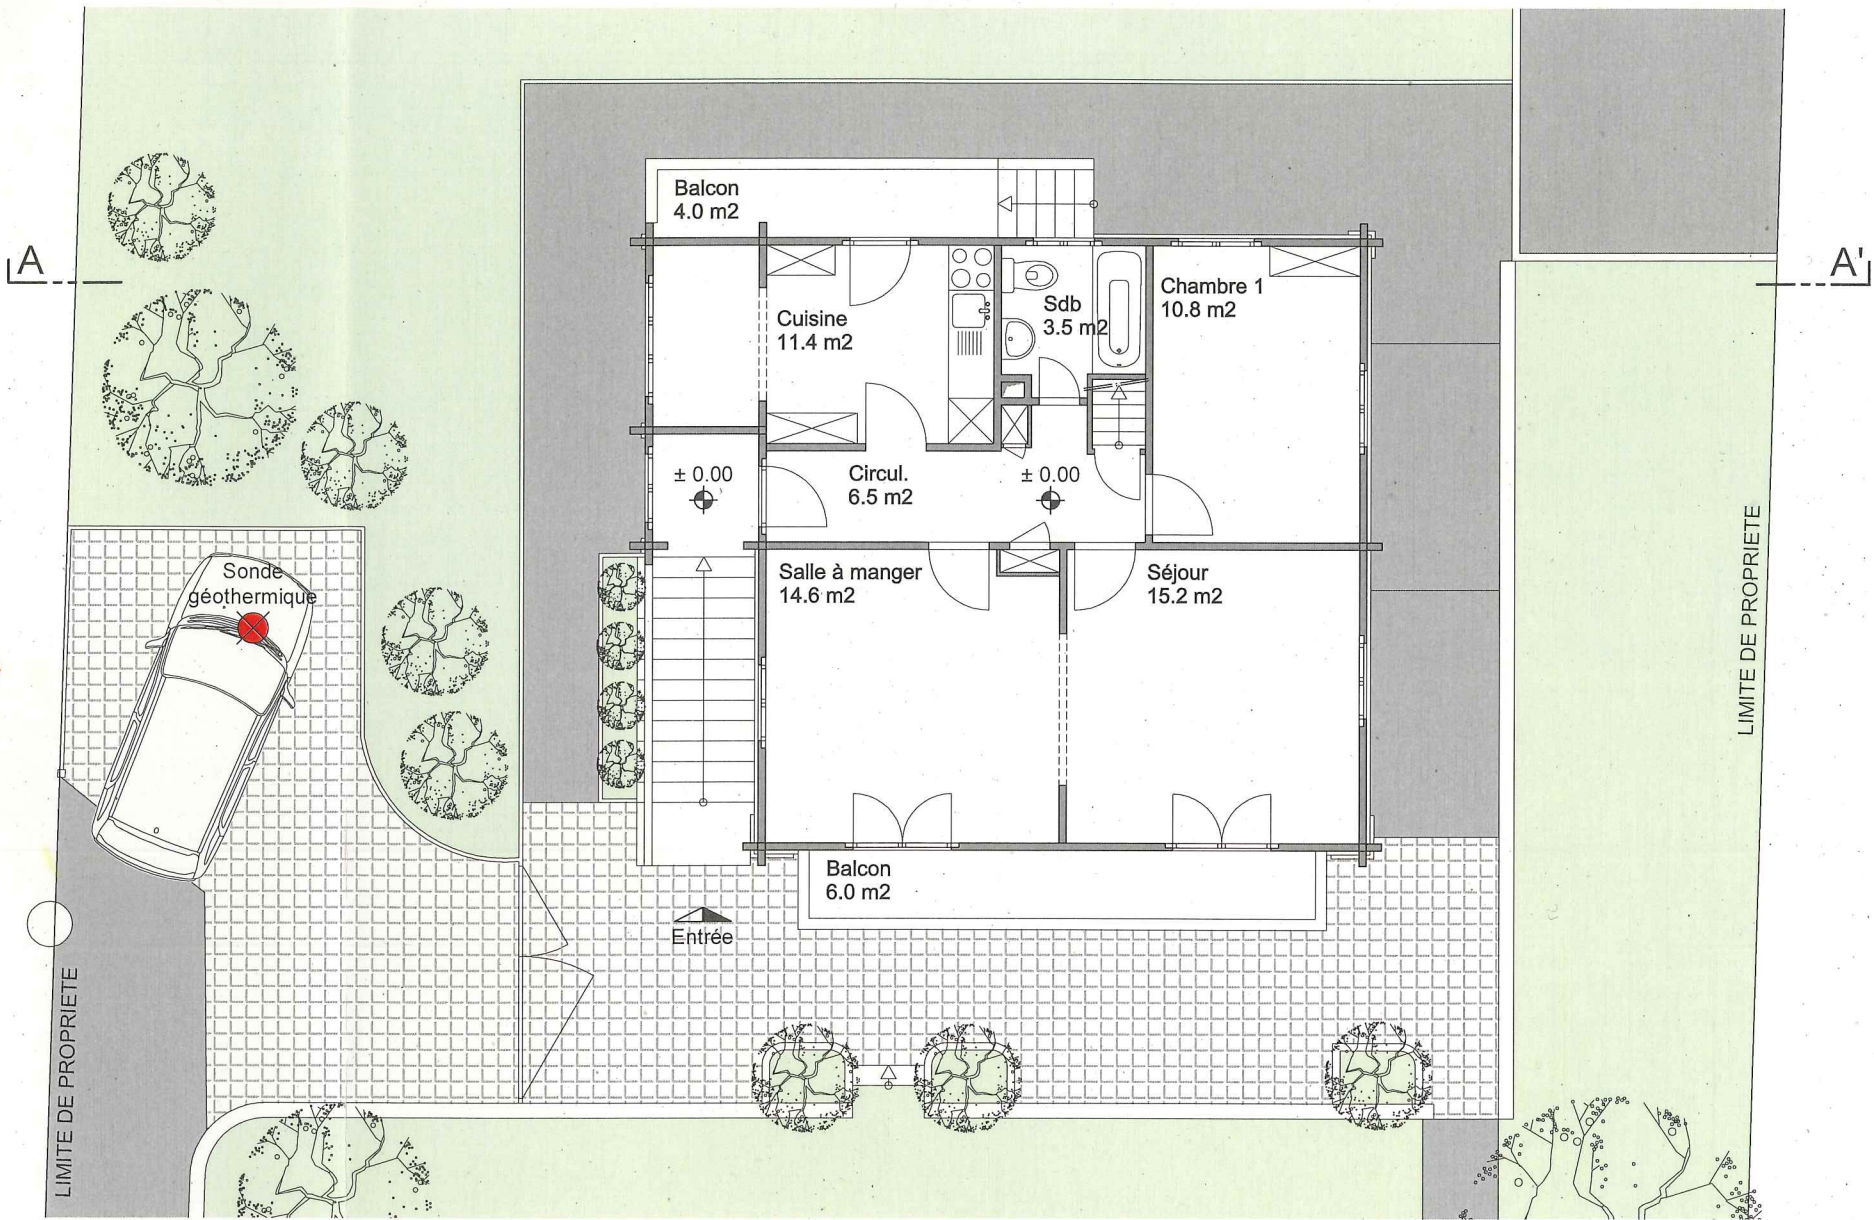 Balcon
4.0 m2
A
A'
Cuisine
11.4 m2
Sdb
3.5 m2
Chambre 1
10.8 m2
± 0.00
Circul.
6.5 m2
± 0.00
Sonde
géothermique
Salle à manger
14.6 m2
Séjour
15.2 m2
LIMITE DE PROPRIETE
Balcon
6.0 m2
Entrée
LIMITE DE PROPRIETE